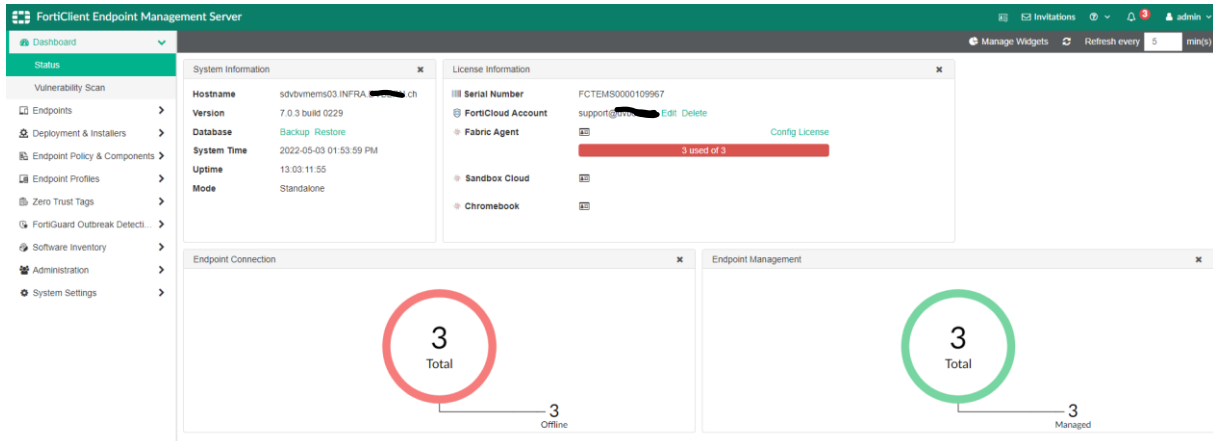 FortiClient Endpoint Management Server
Invitations
3
admin
Dashboard
Manage Widgets
Refresh every 5 min(s)
Status
Vulnerability Scan
Endpoints
Deployment & Installers
Endpoint Policy & Components
Endpoint Profiles
Zero Trust Tags
FortiGuard Outbreak Detecti...
Software Inventory
Administration
System Settings
System Information
Hostname sdvbvmems03.INFRA. .ch
Version 7.0.3 build 0229
Database Backup Restore
System Time 2022-05-03 01:53:59 PM
Uptime 13:03:11:55
Mode Standalone
License Information
Serial Number FCTEMS0000109967
FortiCloud Account support@ Edit Delete
Fabric Agent Config License
3 used of 3
Sandbox Cloud
Chromebook
Endpoint Connection
3
Total
3
Offline
Endpoint Management
3
Total
3
Managed